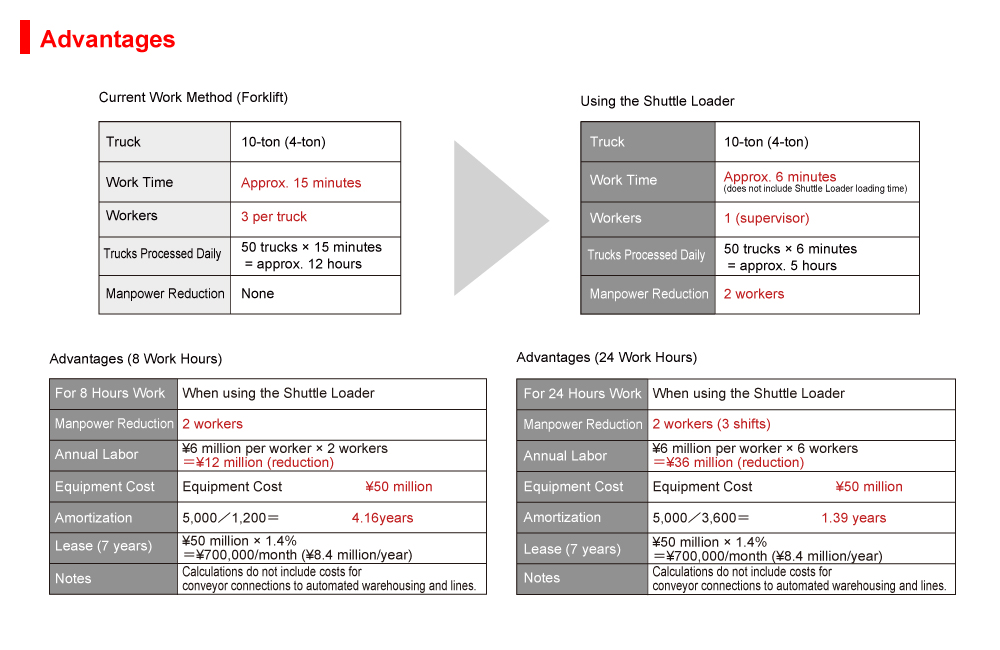 Advantages
Current Work Method (Forklift)
Truck 10-ton (4-ton)
Work Time Approx. 15 minutes
Workers 3 per truck
Trucks Processed Daily 50 trucks × 15 minutes
= approx. 12 hours
Manpower Reduction None
Using the Shuttle Loader
Truck 10-ton (4-ton)
Work Time Approx. 6 minutes
(does not include Shuttle Loader loading time)
Workers 1 (supervisor)
Trucks Processed Daily 50 trucks × 6 minutes
= approx. 5 hours
Manpower Reduction 2 workers
Advantages (8 Work Hours)
For 8 Hours Work When using the Shuttle Loader
Manpower Reduction 2 workers
Annual Labor ¥6 million per worker × 2 workers
＝¥12 million (reduction)
Equipment Cost Equipment Cost ¥50 million
Amortization 5,000／1,200＝ 4.16years
Lease (7 years) ¥50 million × 1.4%
＝¥700,000/month (¥8.4 million/year)
Notes Calculations do not include costs for
conveyor connections to automated warehousing and lines.
Advantages (24 Work Hours)
For 24 Hours Work When using the Shuttle Loader
Manpower Reduction 2 workers (3 shifts)
Annual Labor ¥6 million per worker × 6 workers
＝¥36 million (reduction)
Equipment Cost Equipment Cost ¥50 million
Amortization 5,000／3,600＝ 1.39 years
Lease (7 years) ¥50 million × 1.4%
＝¥700,000/month (¥8.4 million/year)
Notes Calculations do not include costs for
conveyor connections to automated warehousing and lines.